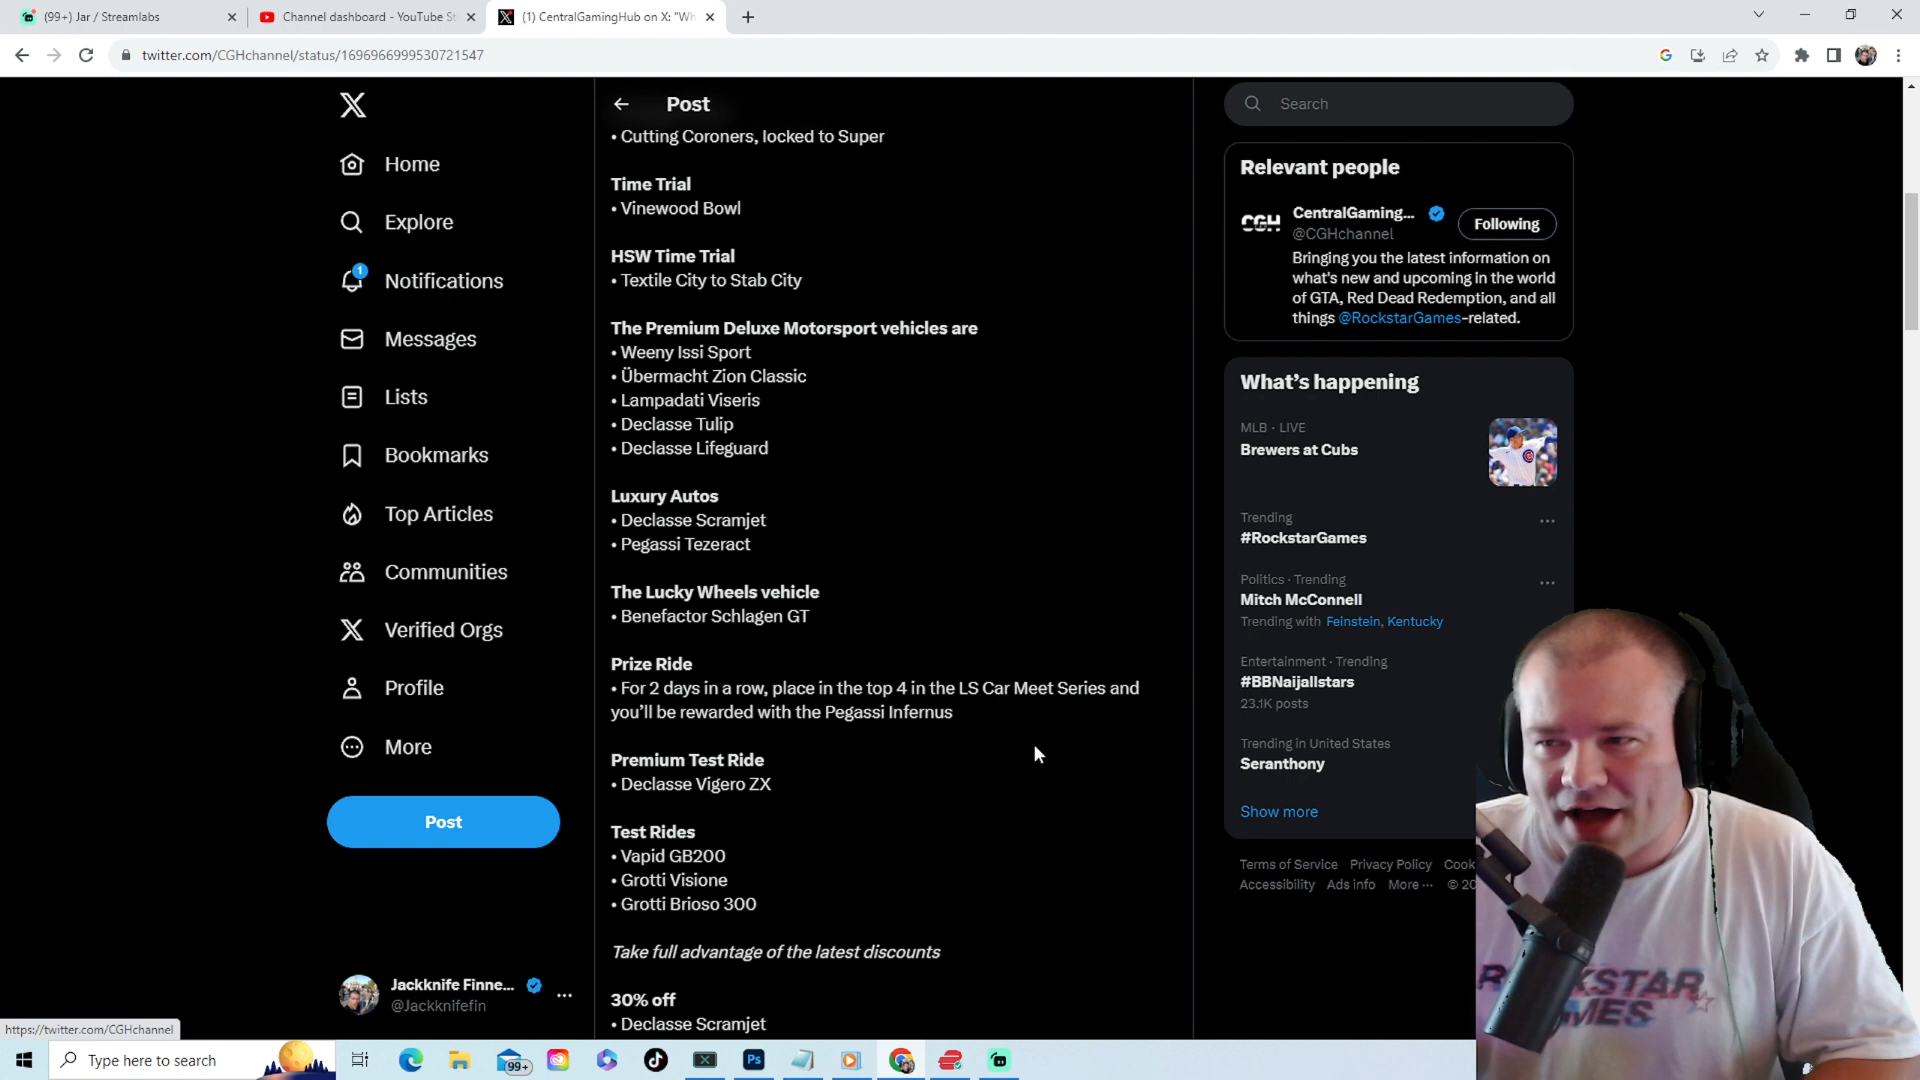 (99+) Jar / Streamlabs
Channel dashboard - YouTube St
(1) CentralGamingHub on X: "Wh
twitter.com/CGHchannel/status/1696966999530721547
Home
Explore
1
Notifications
Messages
Lists
Bookmarks
Top Articles
Communities
Verified Orgs
Profile
More
Post
Jackknife Finne...
@Jackknifefin
https://twitter.com/CGHchannel
Post
• Cutting Coroners, locked to Super
Time Trial
• Vinewood Bowl
HSW Time Trial
• Textile City to Stab City
The Premium Deluxe Motorsport vehicles are
• Weeny Issi Sport
• Übermacht Zion Classic
• Lampadati Viseris
• Declasse Tulip
• Declasse Lifeguard
Luxury Autos
• Declasse Scramjet
• Pegassi Tezeract
The Lucky Wheels vehicle
• Benefactor Schlagen GT
Prize Ride
• For 2 days in a row, place in the top 4 in the LS Car Meet Series and
you'll be rewarded with the Pegassi Infernus
Premium Test Ride
• Declasse Vigero ZX
Test Rides
• Vapid GB200
• Grotti Visione
• Grotti Brioso 300
Take full advantage of the latest discounts
30% off
• Declasse Scramjet
Search
Relevant people
CGH
CentralGaming...
@CGHchannel
Following
Bringing you the latest information on
what's new and upcoming in the world
of GTA, Red Dead Redemption, and all
things @RockstarGames-related.
What's happening
MLB · LIVE
Brewers at Cubs
Trending
#RockstarGames
Politics · Trending
Mitch McConnell
Trending with Feinstein, Kentucky
Entertainment · Trending
#BBNaijallstars
23.1K posts
Trending in United States
Seranthony
Show more
Terms of Service Privacy Policy Cook
Accessibility Ads info More ··· © 20
Type here to search
99+
Ps